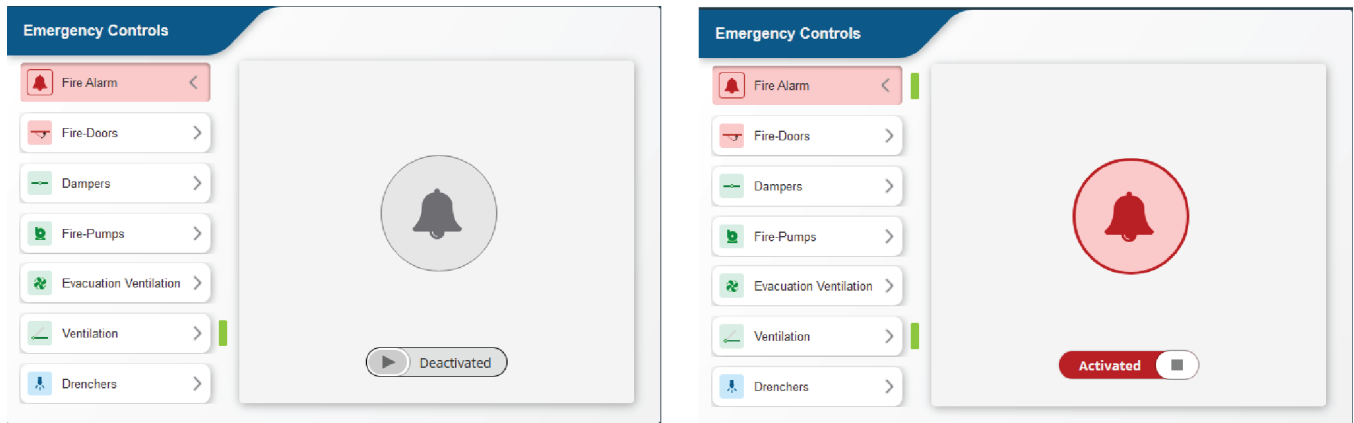 Emergency Controls
Fire Alarm
Fire-Doors
Dampers
Fire-Pumps
Evacuation Ventilation
Ventilation
Drenchers
Deactivated
Emergency Controls
Fire Alarm
Fire-Doors
Dampers
Fire-Pumps
Evacuation Ventilation
Ventilation
Drenchers
Activated